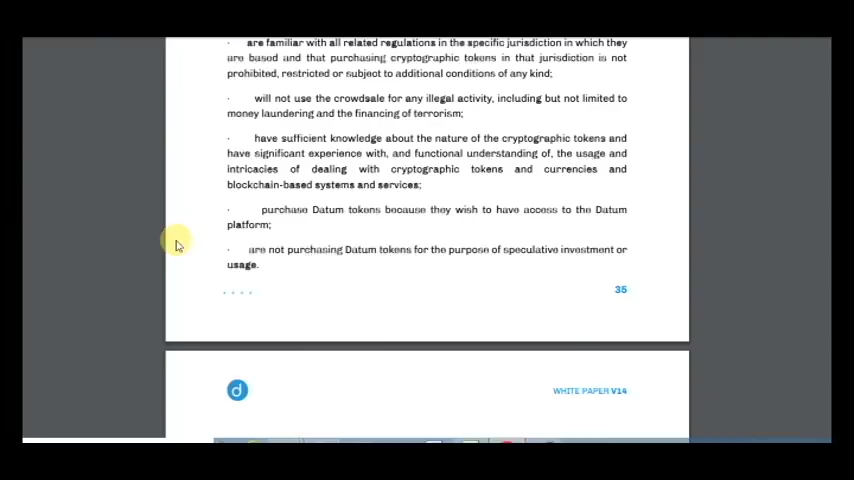 · are familiar with all related regulations in the specific jurisdiction in which they
are based and that purchasing cryptographic tokens in that jurisdiction is not
prohibited, restricted or subject to additional conditions of any kind;
· will not use the crowdsale for any illegal activity, including but not limited to
money laundering and the financing of terrorism;
· have sufficient knowledge about the nature of the cryptographic tokens and
have significant experience with, and functional understanding of, the usage and
intricacies of dealing with cryptographic tokens and currencies and
blockchain-based systems and services;
· purchase Datum tokens because they wish to have access to the Datum
platform;
· are not purchasing Datum tokens for the purpose of speculative investment or
usage.
. . . . 35
d WHITE PAPER V14